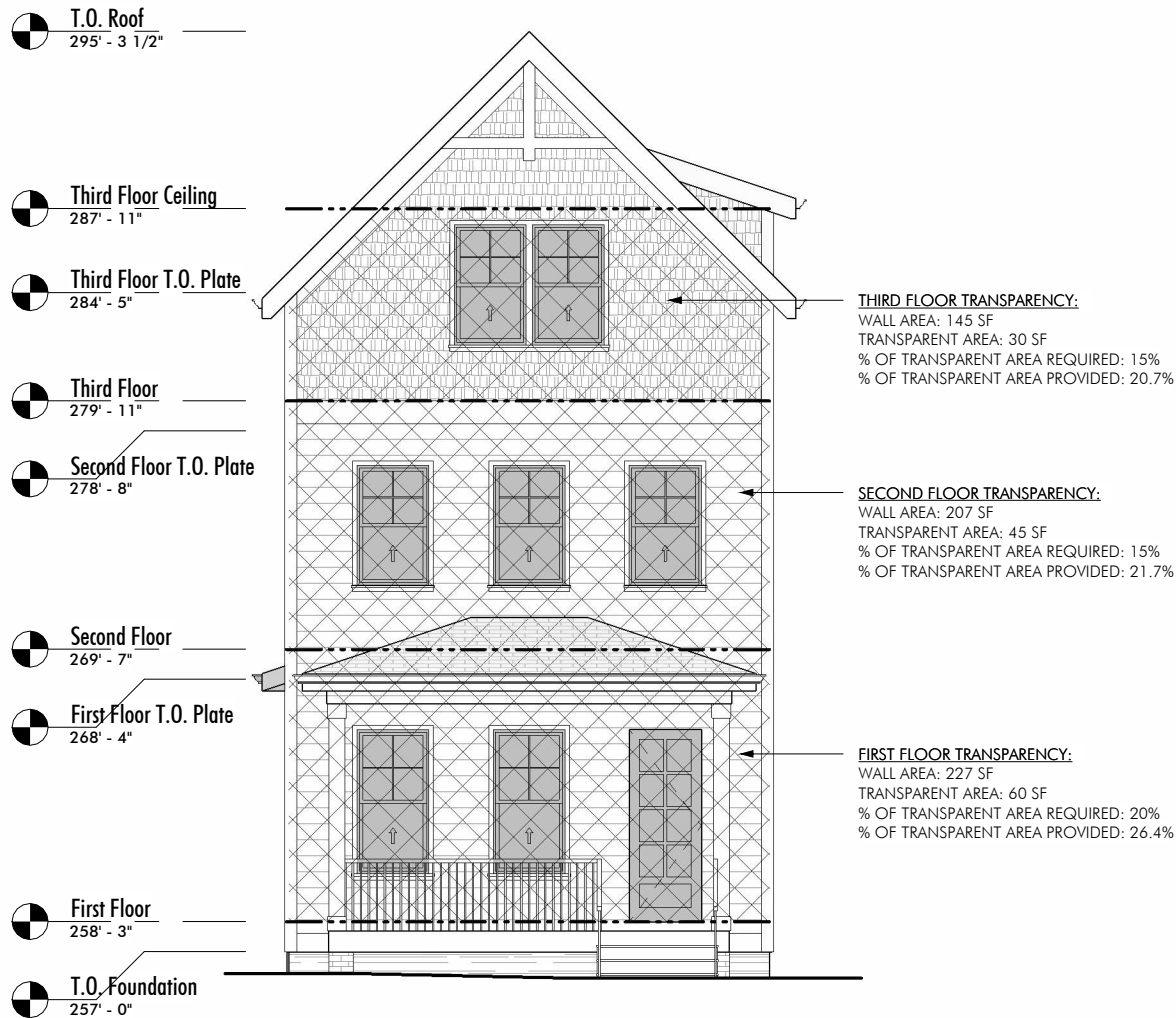 T.O. Roof
295' - 3 1/2"
Third Floor Ceiling
287' - 11"
Third Floor T.O. Plate
284' - 5"
Third Floor
279' - 11"
Second Floor T.O. Plate
278' - 8"
Second Floor
269' - 7"
First Floor T.O. Plate
268' - 4"
First Floor
258' - 3"
T.O. Foundation
257' - 0"
THIRD FLOOR TRANSPARENCY:
WALL AREA: 145 SF
TRANSPARENT AREA: 30 SF
% OF TRANSPARENT AREA REQUIRED: 15%
% OF TRANSPARENT AREA PROVIDED: 20.7%
SECOND FLOOR TRANSPARENCY:
WALL AREA: 207 SF
TRANSPARENT AREA: 45 SF
% OF TRANSPARENT AREA REQUIRED: 15%
% OF TRANSPARENT AREA PROVIDED: 21.7%
FIRST FLOOR TRANSPARENCY:
WALL AREA: 227 SF
TRANSPARENT AREA: 60 SF
% OF TRANSPARENT AREA REQUIRED: 20%
% OF TRANSPARENT AREA PROVIDED: 26.4%